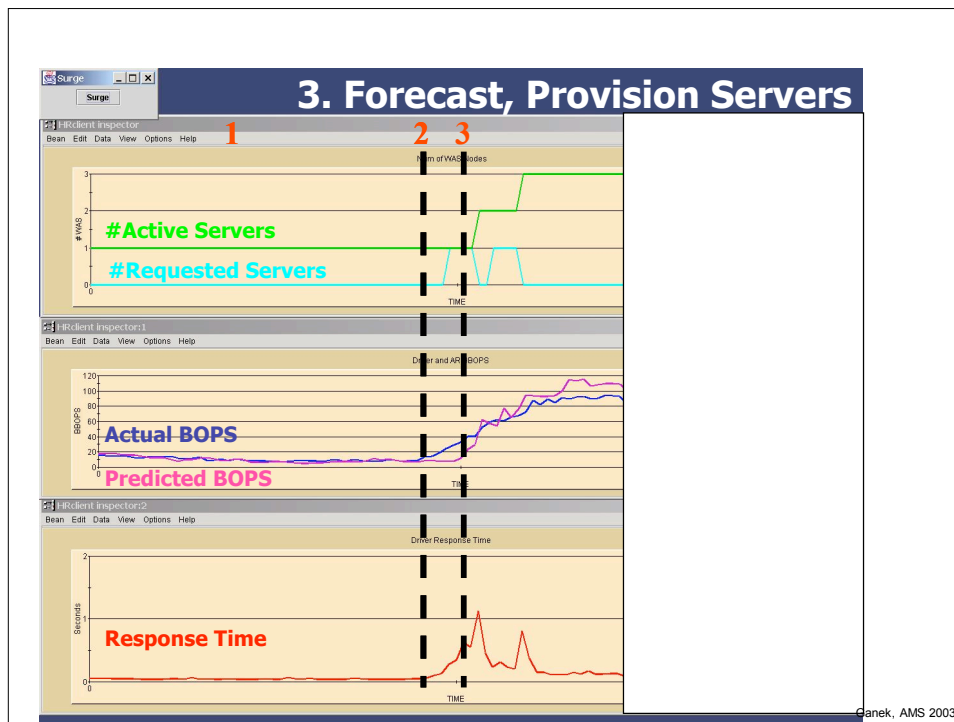 Surge
Surge
3. Forecast, Provision Servers
HRclient inspector
Bean Edit Data View Options Help
1
2
3
Num of WAS Nodes
3
2
1
0
# WAS
#Active Servers
#Requested Servers
0
TIME
HRclient inspector:1
Bean Edit Data View Options Help
Driver and AR BOPS
120
100
80
60
40
20
0
BBOPS
Actual BOPS
Predicted BOPS
0
TIME
HRclient inspector:2
Bean Edit Data View Options Help
Driver Response Time
2
1
0
Seconds
Response Time
0
TIME
Ganek, AMS 2003